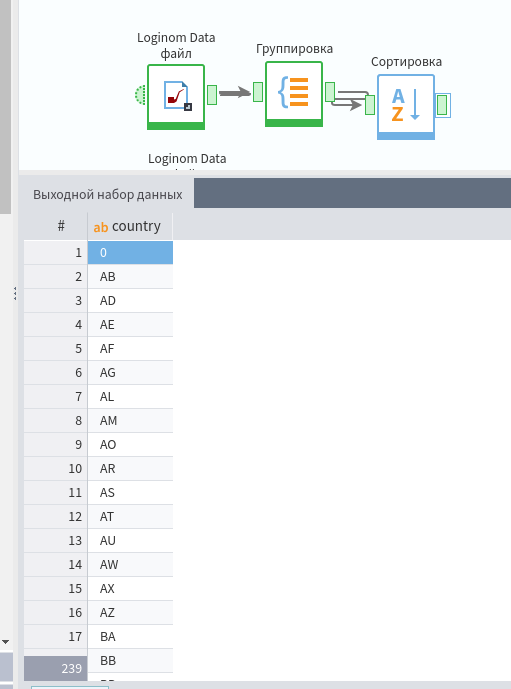 Loginom Data
файл
Группировка
Сортировка
A
Z
Loginom Data
Выходной набор данных
# ab country
1 0
2 AB
3 AD
4 AE
5 AF
6 AG
7 AL
8 AM
9 AO
10 AR
11 AS
12 AT
13 AU
14 AW
15 AX
16 AZ
17 BA
BB
239